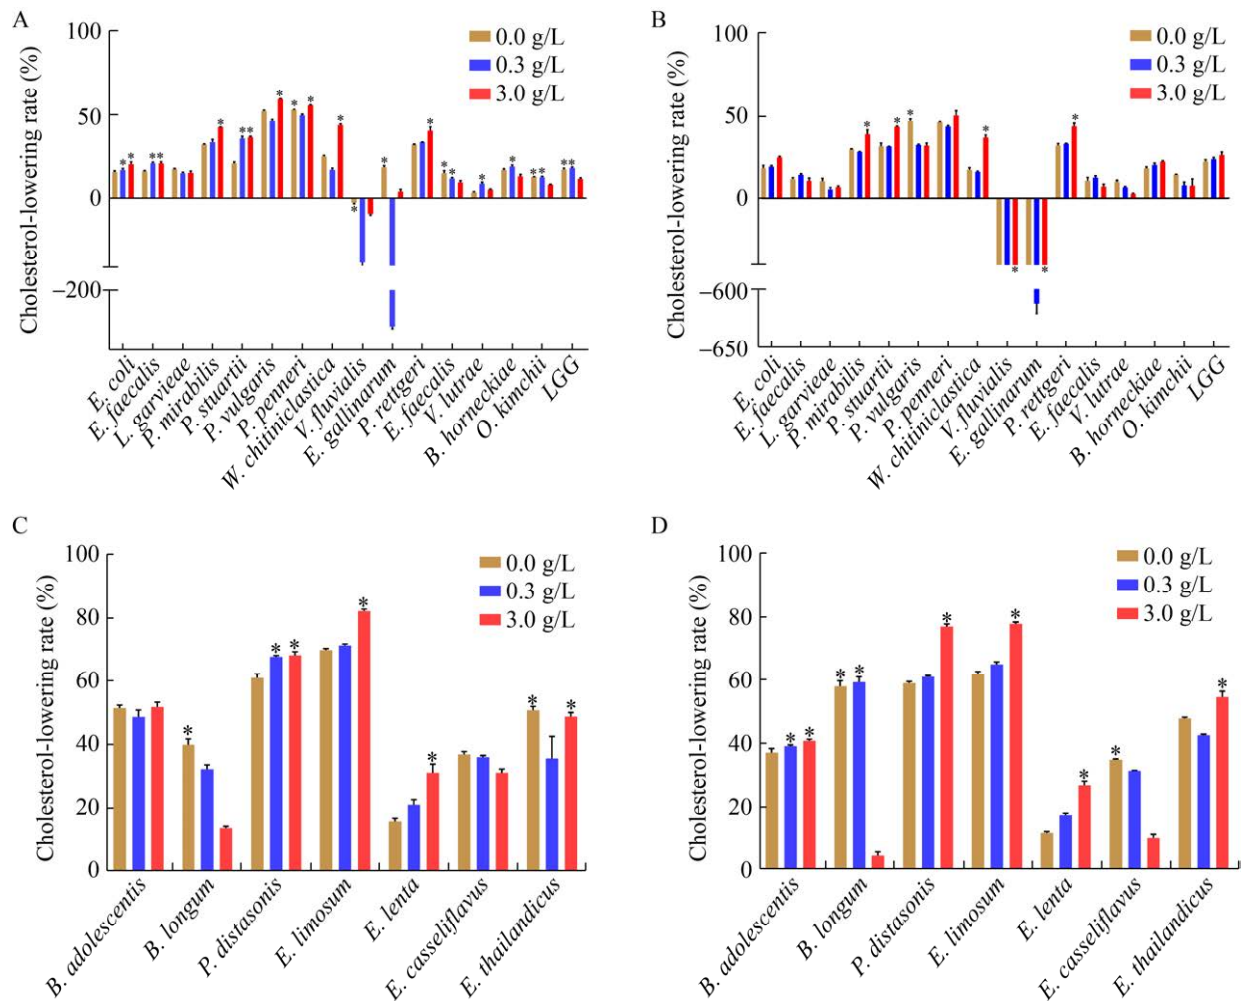 A
Cholesterol-lowering rate (%)
100
50
0
−200
0.0 g/L
0.3 g/L
3.0 g/L
E. coli
E. faecalis
L. garvieae
P. mirabilis
P. stuartii
P. vulgaris
P. penneri
W. chitiniclastica
V. fluvialis
E. gallinarum
P. rettgeri
E. faecalis
V. lutrae
B. horneckiae
O. kimchii
LGG
B
Cholesterol-lowering rate (%)
100
50
0
−600
−650
0.0 g/L
0.3 g/L
3.0 g/L
E. coli
E. faecalis
L. garvieae
P. mirabilis
P. stuartii
P. vulgaris
P. penneri
W. chitiniclastica
V. fluvitalis
E. gallinarum
P. rettgeri
E. faecalis
V. lutrae
B. horneckiae
O. kimchii
LGG
C
Cholesterol-lowering rate (%)
100
80
60
40
20
0
0.0 g/L
0.3 g/L
3.0 g/L
B. adolescentis
B. longum
P. distasonis
E. limosum
E. lenta
E. casseliflavus
E. thailandicus
D
Cholesterol-lowering rate (%)
100
80
60
40
20
0
0.0 g/L
0.3 g/L
3.0 g/L
B. adolescentis
B. longum
P. distasonis
E. limosum
E. lenta
E. casseliflavus
E. thailandicus